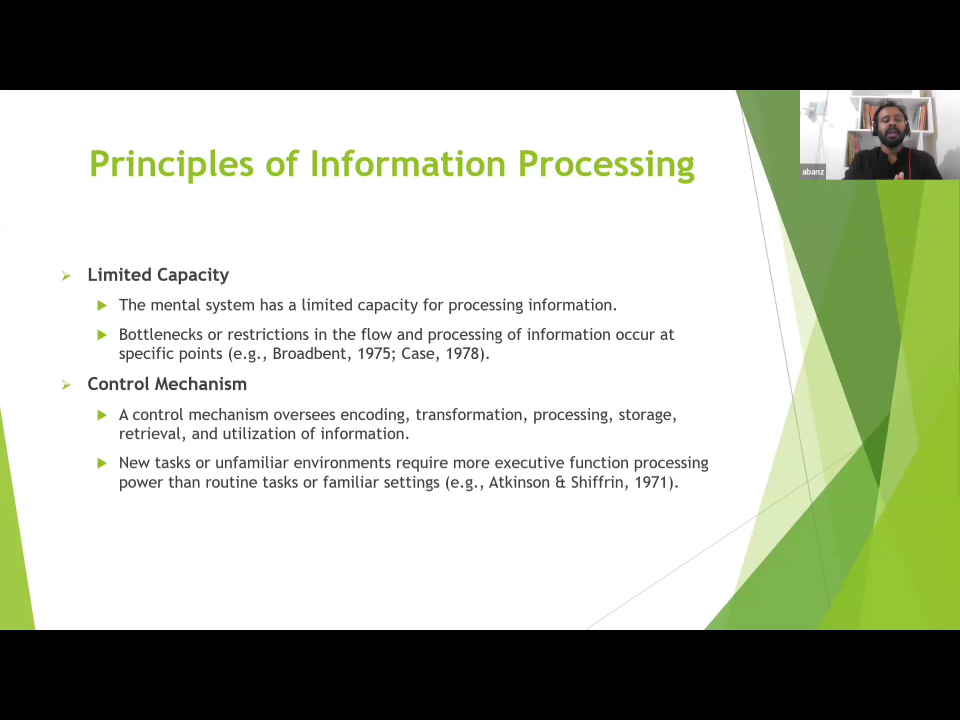 Principles of Information Processing
abanz
Limited Capacity
The mental system has a limited capacity for processing information.
Bottlenecks or restrictions in the flow and processing of information occur at
specific points (e.g., Broadbent, 1975; Case, 1978).
Control Mechanism
A control mechanism oversees encoding, transformation, processing, storage,
retrieval, and utilization of information.
New tasks or unfamiliar environments require more executive function processing
power than routine tasks or familiar settings (e.g., Atkinson & Shiffrin, 1971).